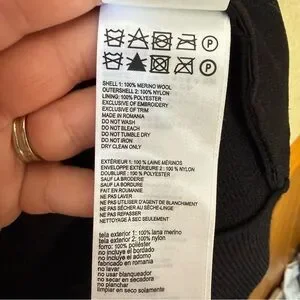 P
P
SHELL 1: 100% MERINO WOOL
OUTERSHELL 2: 100% NYLON
LINING: 100% POLYESTER
EXCLUSIVE OF EMBROIDERY
EXCLUSIVE OF TRIM
MADE IN ROMANIA
DO NOT WASH
DO NOT BLEACH
DO NOT TUMBLE DRY
DO NOT IRON
DRY CLEAN ONLY
EXTÉRIEUR 1: 100 % LAINE MÉRINOS
ENVELOPPE EXTÉRIEURE 2 : 100% NYLON
DOUBLURE : 100 % POLYESTER
SAUF LA BRODERIE
SAUF LA BORDURE
FAIT EN ROUMANIE
NE PAS LAVER
NE PAS UTILISER D'AGENT DE BLANCHIMENT
NE PAS SÉCHER AU SÈCHE-LINGE
NE PAS REPASSER
NETTOYAGE À SEC SEULEMENT
tela exterior 1: 100% lana merino
tela exterior 2: 100% nylon
forro: 100% poliester
no incluye el bordado
no incluye el adorno
fabricado en romania
no lavar
no usar blanqueador
no secar en secadora
no planchar
limpiar en seco solamente